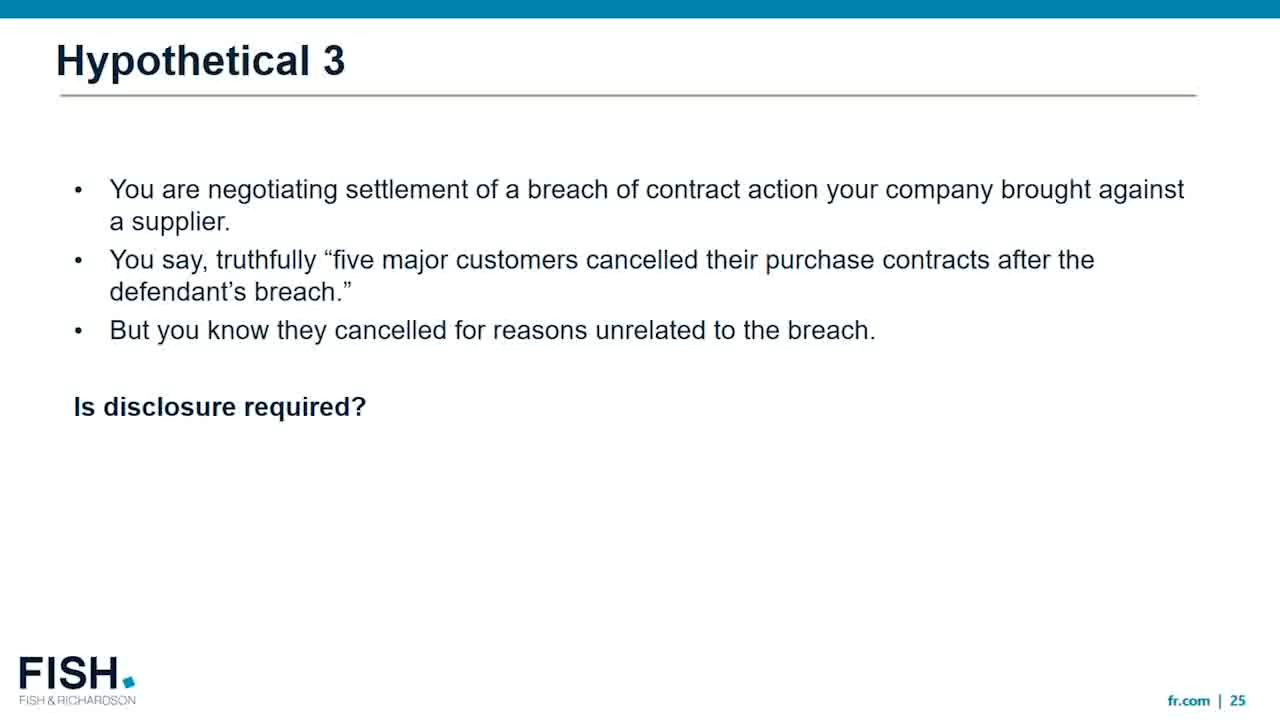 Hypothetical 3
• You are negotiating settlement of a breach of contract action your company brought against
a supplier.
• You say, truthfully “five major customers cancelled their purchase contracts after the
defendant’s breach.”
• But you know they cancelled for reasons unrelated to the breach.
Is disclosure required?
FISH.
FISH & RICHARDSON
fr.com | 25